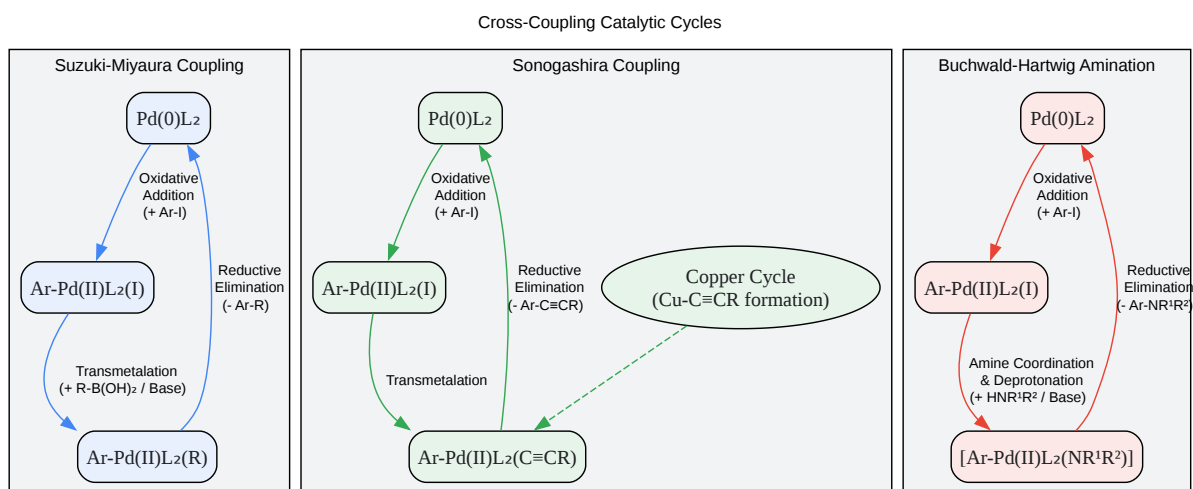 Cross-Coupling Catalytic Cycles
Suzuki-Miyaura Coupling
Pd(0)L₂
Oxidative
Addition
(+ Ar-I)
Ar-Pd(II)L₂(I)
Reductive
Elimination
(- Ar-R)
Transmetalation
(+ R-B(OH)₂ / Base)
Ar-Pd(II)L₂(R)
Sonogashira Coupling
Pd(0)L₂
Oxidative
Addition
(+ Ar-I)
Ar-Pd(II)L₂(I)
Reductive
Elimination
(- Ar-C≡CR)
Copper Cycle
(Cu-C≡CR formation)
Transmetalation
Ar-Pd(II)L₂(C≡CR)
Buchwald-Hartwig Amination
Pd(0)L₂
Oxidative
Addition
(+ Ar-I)
Ar-Pd(II)L₂(I)
Reductive
Elimination
(- Ar-NR¹R²)
Amine Coordination
& Deprotonation
(+ HNR¹R² / Base)
[Ar-Pd(II)L₂(NR¹R²)]